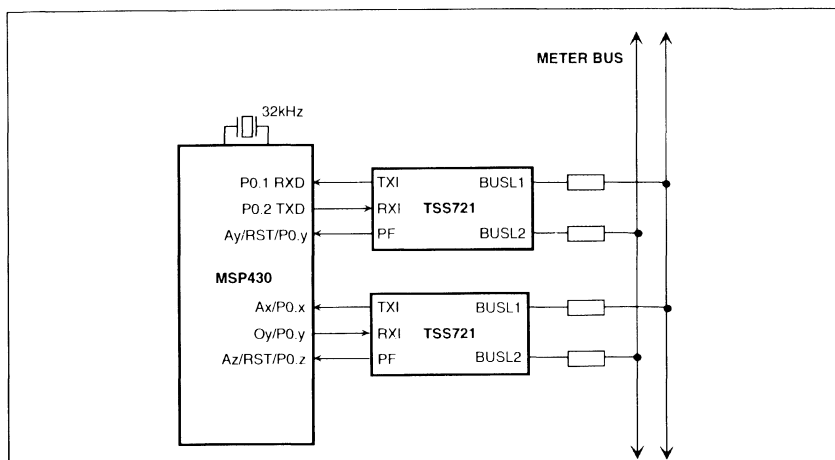 METER BUS
32kHz
P0.1 RXD
P0.2 TXD
Ay/RST/P0.y
MSP430
Ax/P0.x
Oy/P0.y
Az/RST/P0.z
TXI BUSL1
RXI TSS721
PF BUSL2
TXI BUSL1
RXI TSS721
PF BUSL2